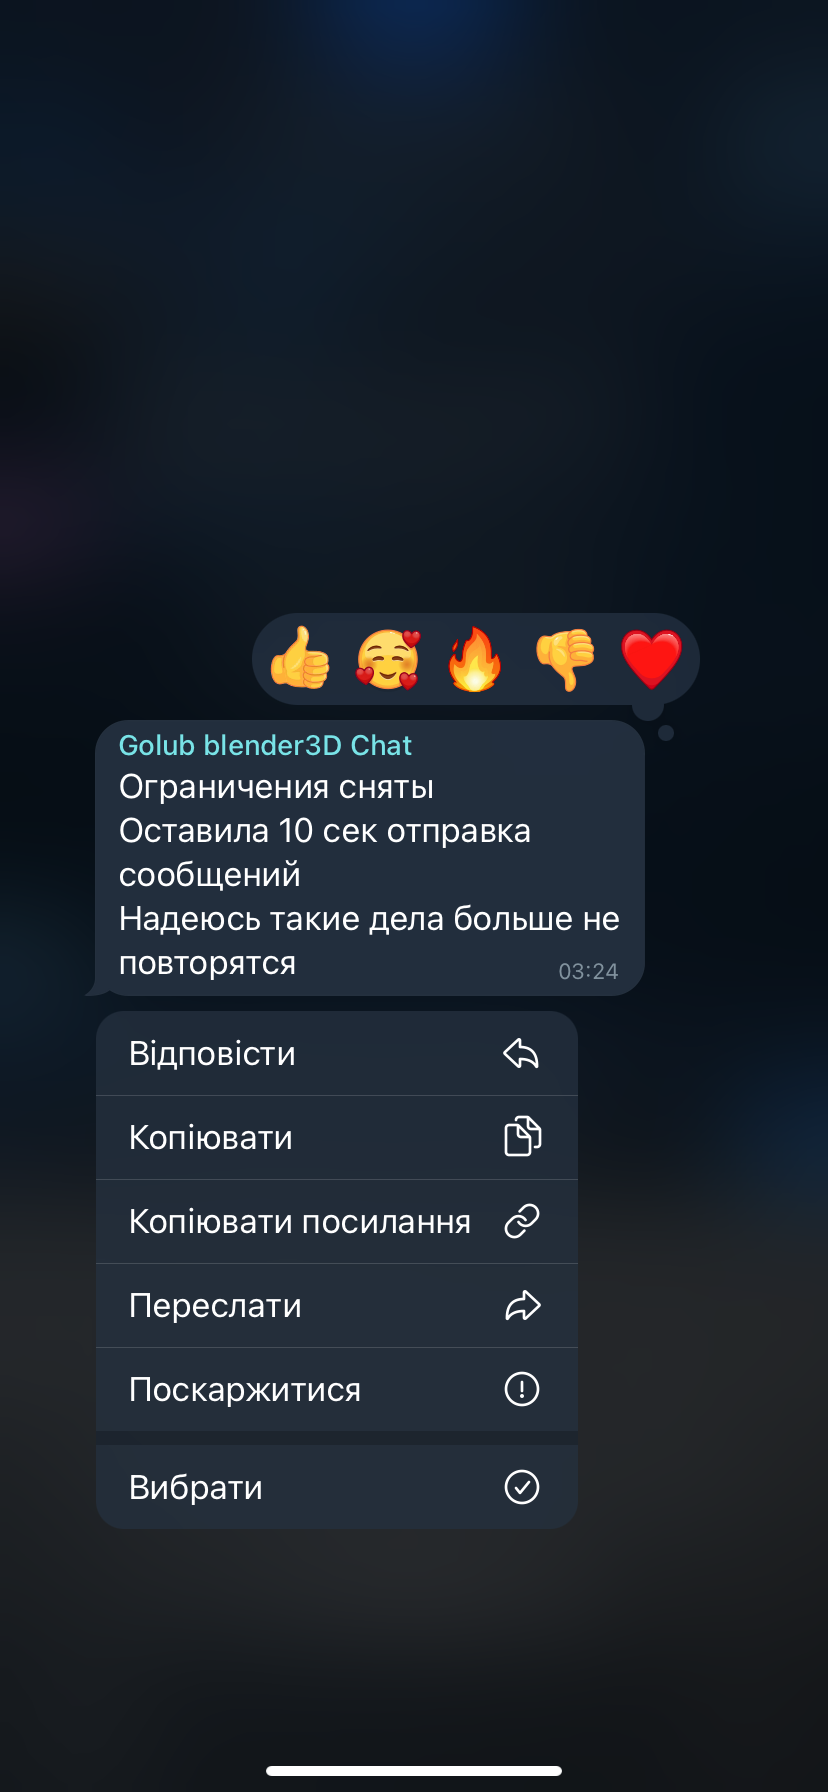 Golub blender3D Chat
Ограничения сняты
Оставила 10 сек отправка
сообщений
Надеюсь такие дела больше не
повторятся
03:24
Відповісти
Копіювати
Копіювати посилання
Переслати
Поскаржитися
Вибрати